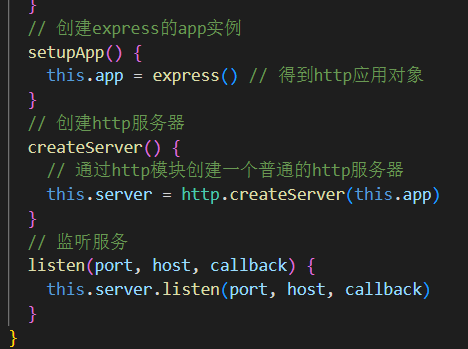 }
// 创建express的app实例
setupApp() {
this.app = express() // 得到http应用对象
}
// 创建http服务器
createServer() {
// 通过http模块创建一个普通的http服务器
this.server = http.createServer(this.app)
}
// 监听服务
listen(port, host, callback) {
this.server.listen(port, host, callback)
}
}